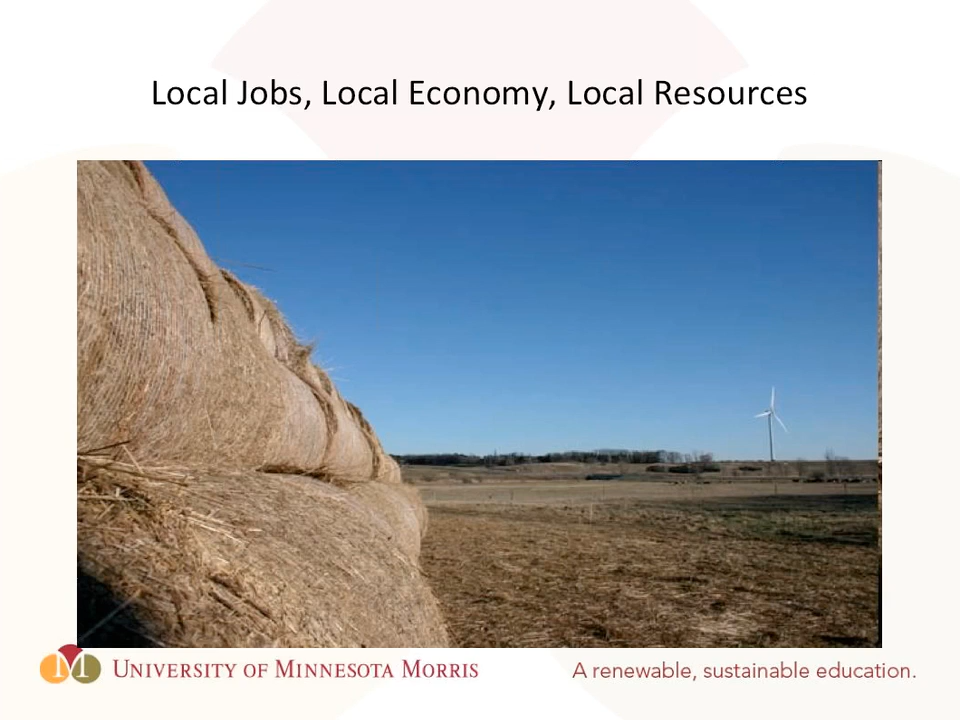 Local Jobs, Local Economy, Local Resources
M
University of Minnesota Morris
A renewable, sustainable education.